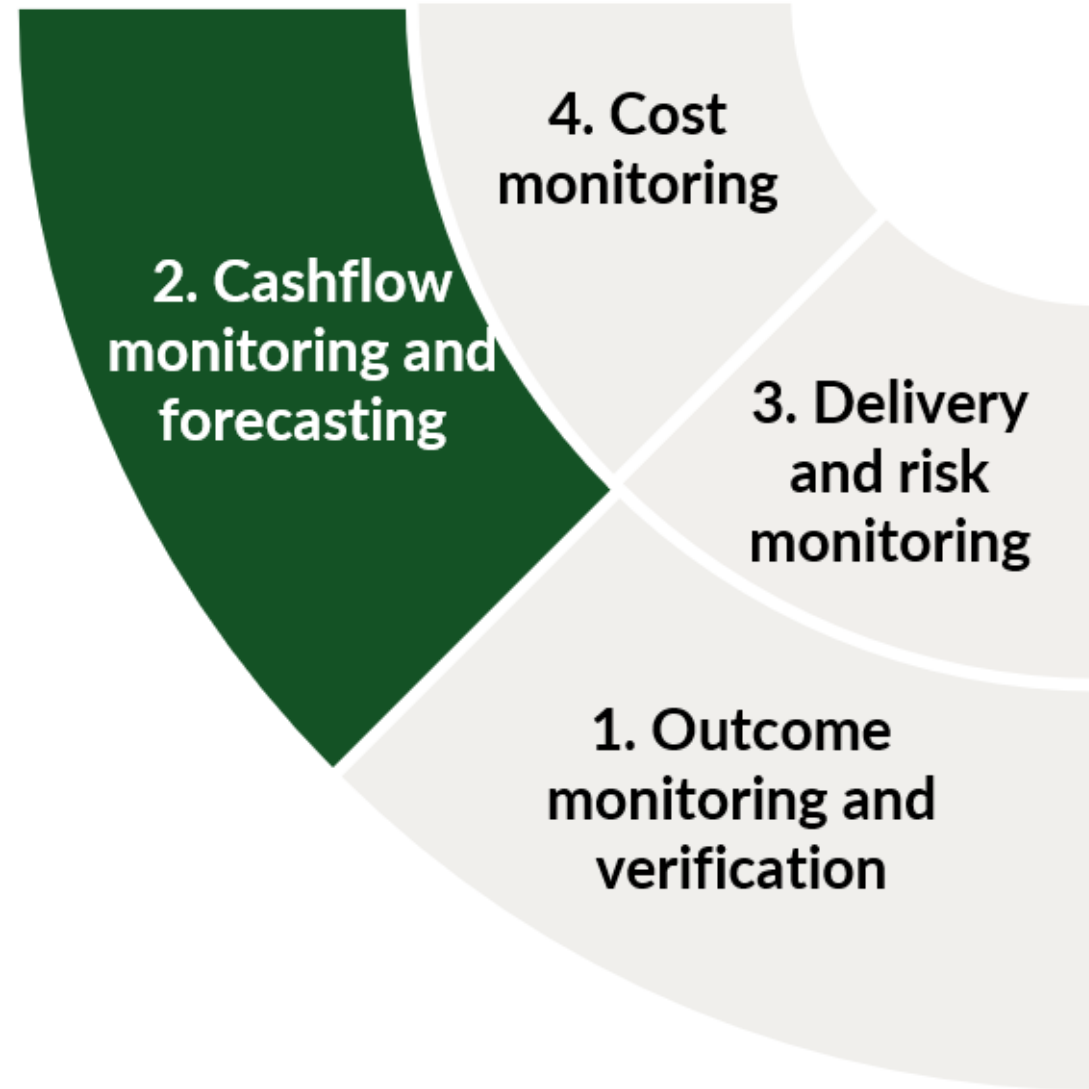 4. Cost
monitoring
2. Cashflow
monitoring and
forecasting
3. Delivery
and risk
monitoring
1. Outcome
monitoring and
verification